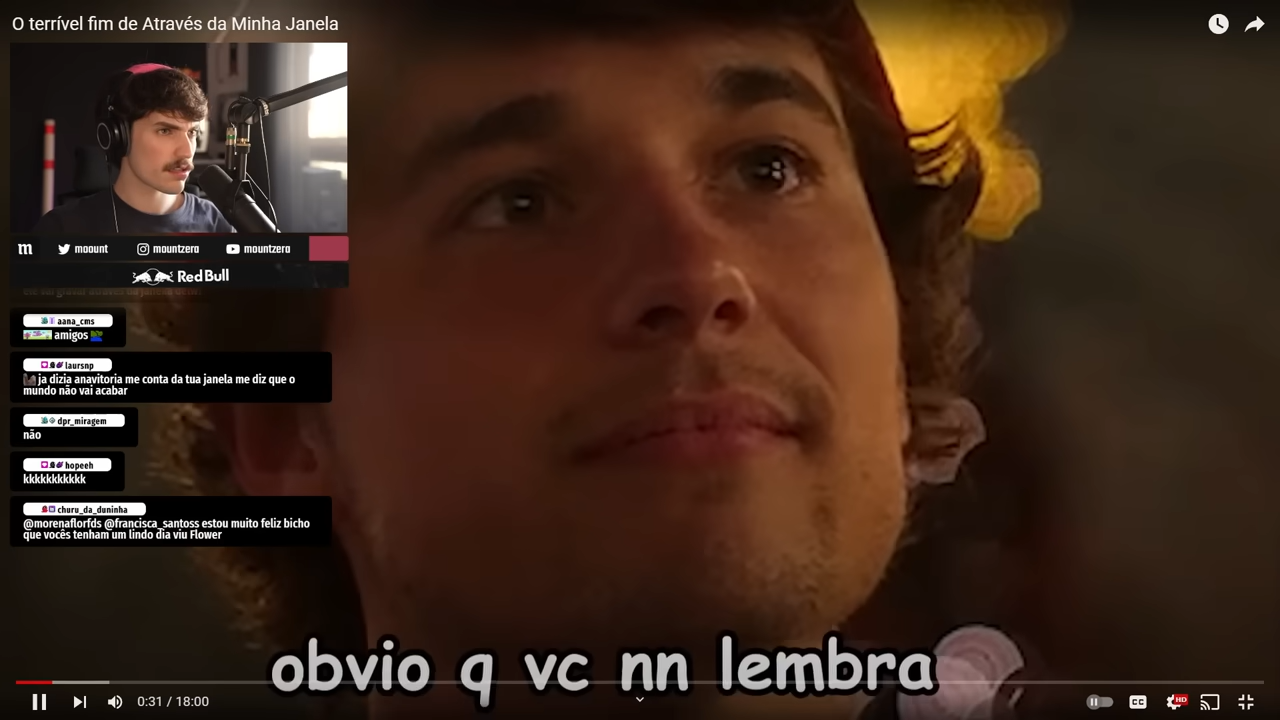 O terrível fim de Através da Minha Janela
m moount mountzera mountzera
Red Bull
aana_cms
amigos
laursnp
ja dizia anavitoria me conta da tua janela me diz que o
mundo não vai acabar
dpr_miragem
não
hopeeh
kkkkkkkkkkk
churu_da_duninha
@morenaflorfds @francisca_santoss estou muito feliz bicho
que vocês tenham um lindo dia viu Flower
obvio q vc nn lembra
0:31 / 18:00
CC
HD